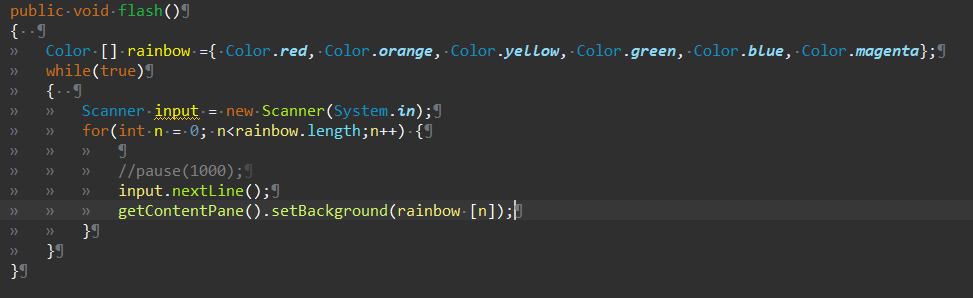 public void flash()
{
Color [] rainbow ={ Color.red, Color.orange, Color.yellow, Color.green, Color.blue, Color.magenta};
while(true)
{
Scanner input = new Scanner(System.in);
for(int n = 0; n<rainbow.length;n++) {
//pause(1000);
input.nextLine();
getContentPane().setBackground(rainbow [n]);
}
}
}